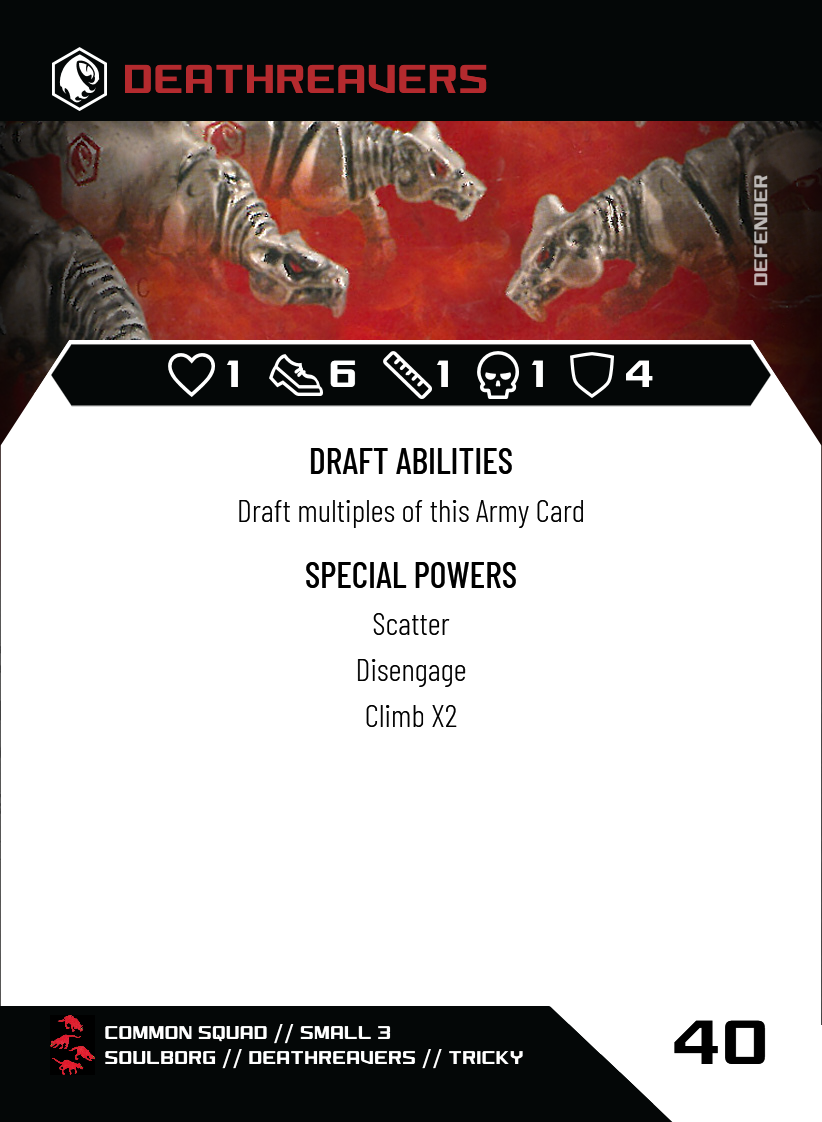 DEATHREAVERS
DEFENDER
1 6 1 1 4
DRAFT ABILITIES
Draft multiples of this Army Card
SPECIAL POWERS
Scatter
Disengage
Climb X2
COMMON SQUAD // SMALL 3
SOULBORG // DEATHREAVERS // TRICKY
40